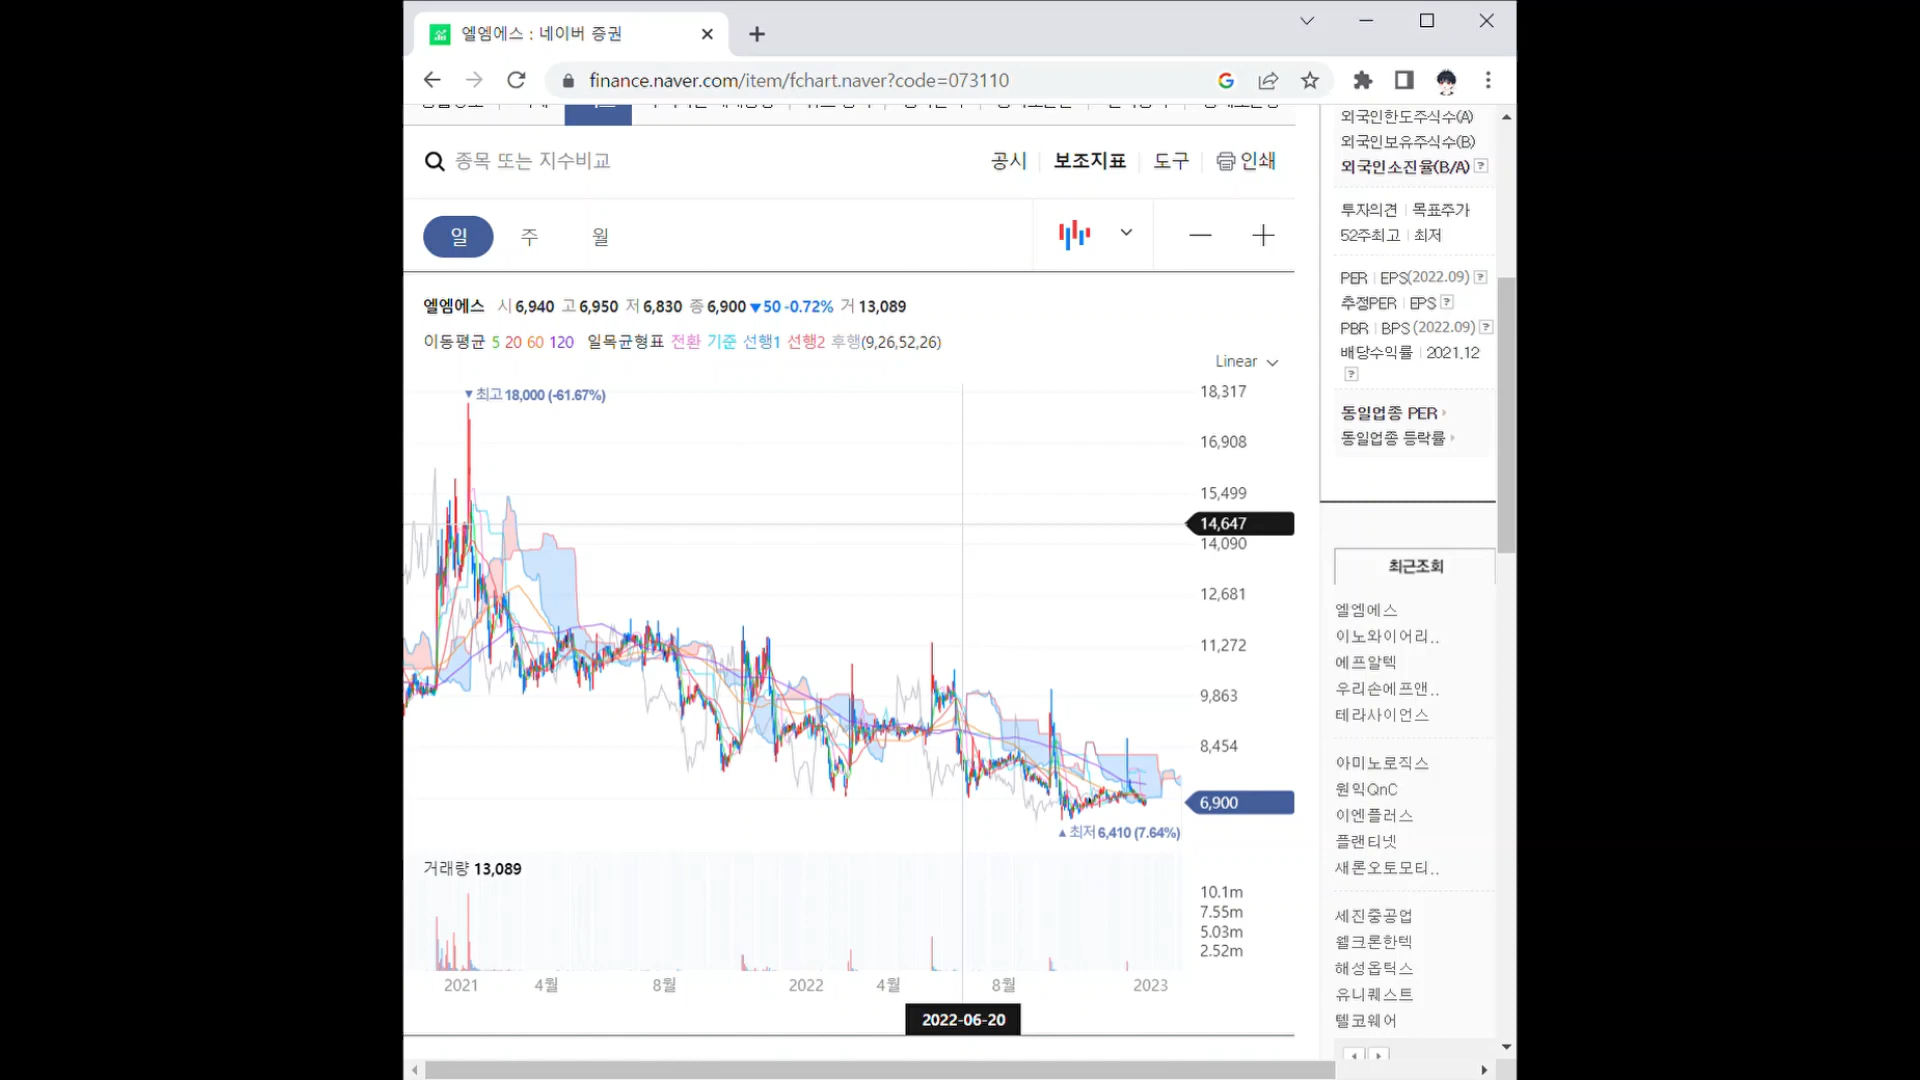 엘엠에스 : 네이버 증권
finance.naver.com/item/fchart.naver?code=073110
종목 또는 지수비교
공시 보조지표 도구 인쇄
일 주 월
엘엠에스 시 6,940 고 6,950 저 6,830 종 6,900 ▼50 -0.72% 거 13,089
이동평균 5 20 60 120 일목균형표 전환 기준 선행1 선행2 후행(9,26,52,26)
Linear
▼최고 18,000 (-61.67%)
18,317
16,908
15,499
14,647
14,090
12,681
11,272
9,863
8,454
6,900
▲최저 6,410 (7.64%)
거래량 13,089
10.1m
7.55m
5.03m
2.52m
2021 4월 8월 2022 4월 8월 2023
2022-06-20
외국인한도주식수(A)
외국인보유주식수(B)
외국인소진율(B/A) ?
투자의견 | 목표주가
52주최고 | 최저
PER | EPS(2022.09) ?
추정PER | EPS ?
PBR | BPS (2022.09) ?
배당수익률 | 2021.12
?
동일업종 PER
동일업종 등락률
최근조회
엘엠에스
이노와이어리..
에프알텍
우리손에프앤..
테라사이언스
아미노로직스
원익QnC
이엔플러스
플랜티넷
새론오토모티..
세진중공업
웰크론한텍
해성옵틱스
유니퀘스트
텔코웨어